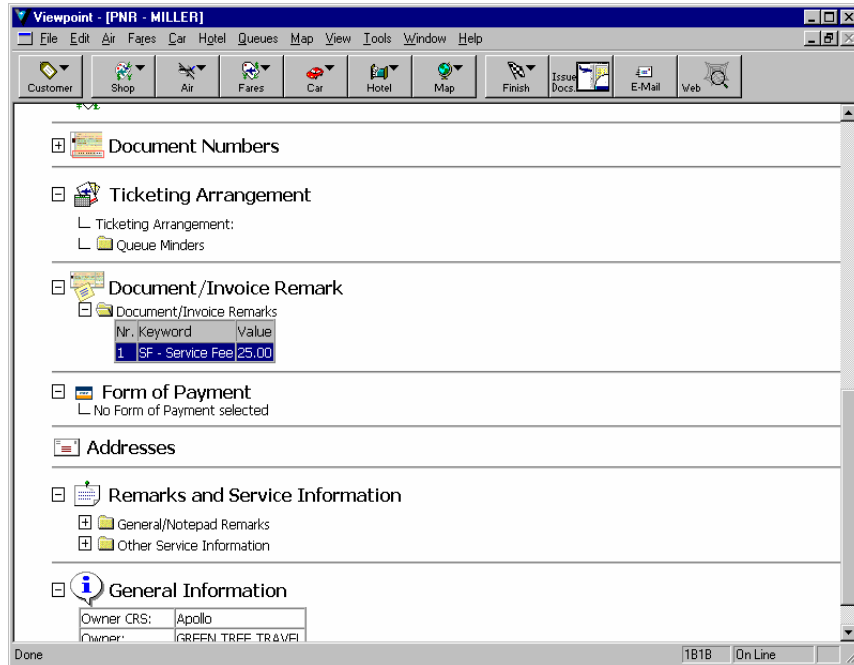 Viewpoint - [PNR - MILLER]
File Edit Air Fares Car Hotel Queues Map View Tools Window Help
Customer Shop Air Fares Car Hotel Map Finish Issue Docs. E-Mail Web
Document Numbers
Ticketing Arrangement
Ticketing Arrangement:
Queue Minders
Document/Invoice Remark
Document/Invoice Remarks
Nr. Keyword Value
1 SF - Service Fee 25.00
Form of Payment
No Form of Payment selected
Addresses
Remarks and Service Information
General/Notepad Remarks
Other Service Information
General Information
Owner CRS: Apollo
Owner: GREEN TREE TRAVEL
Done 1B1B On Line